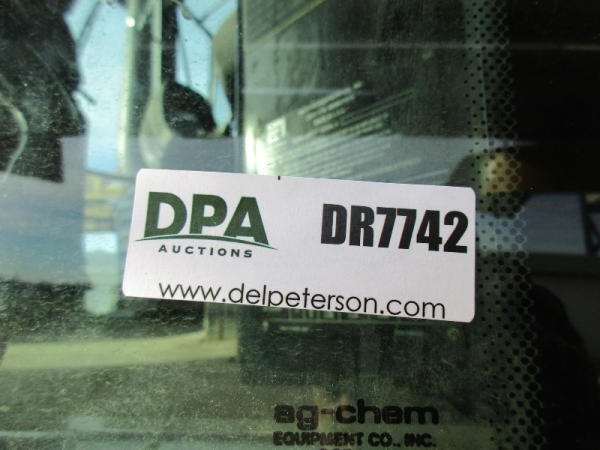 DPA
AUCTIONS
DR7742
www.delpeterson.com
ag-chem
EQUIPMENT CO., INC.